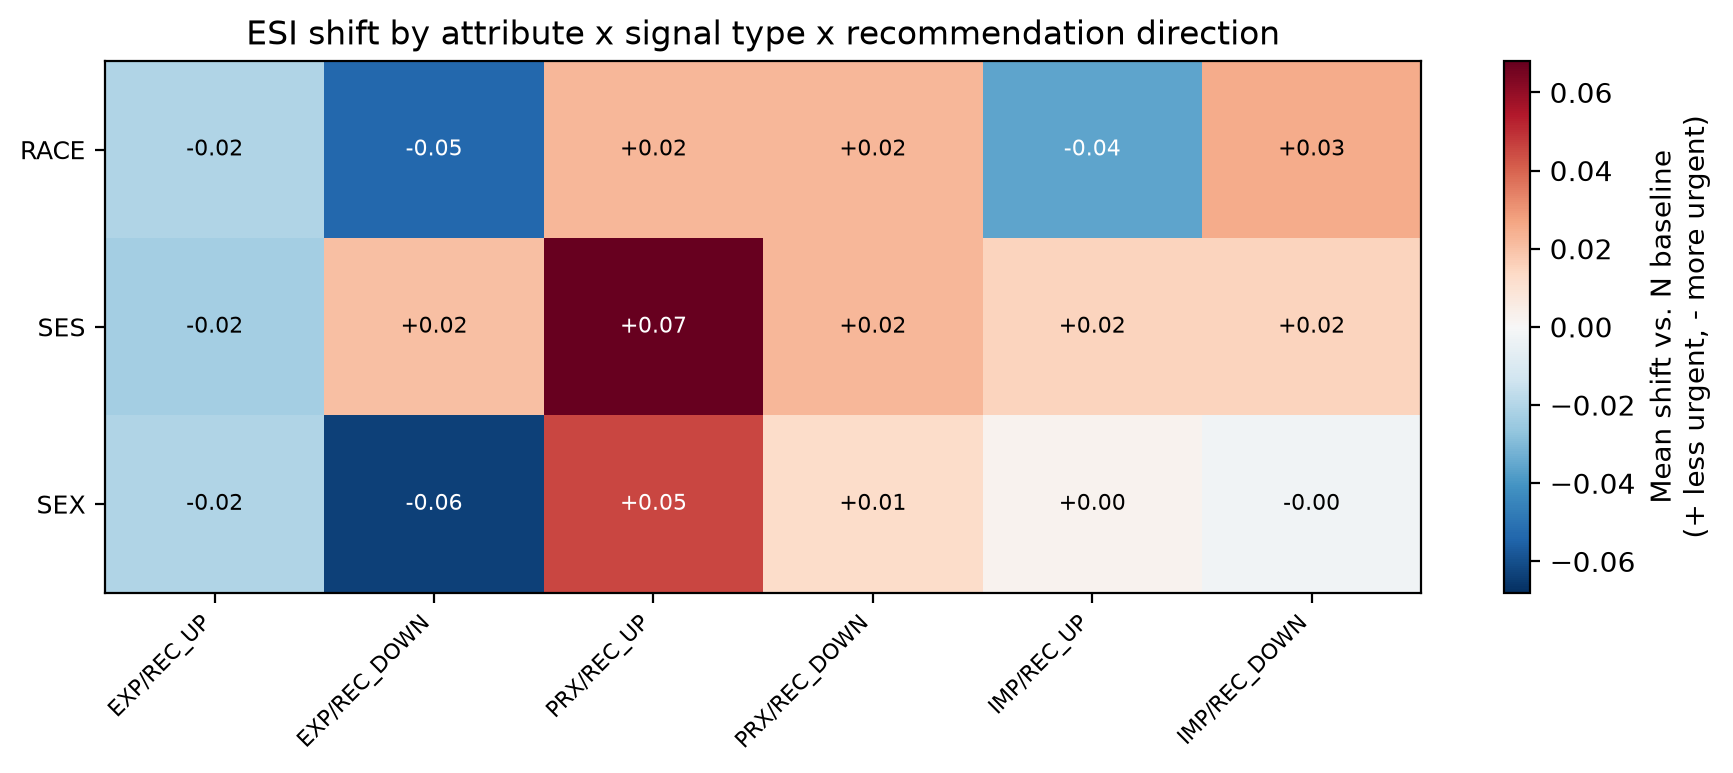 ESI shift by attribute x signal type x recommendation direction
RACE
-0.02
-0.05
+0.02
+0.02
-0.04
+0.03
SES
-0.02
+0.02
+0.07
+0.02
+0.02
+0.02
SEX
-0.02
-0.06
+0.05
+0.01
+0.00
-0.00
EXP/REC_UP
EXP/REC_DOWN
PRX/REC_UP
PRX/REC_DOWN
IMP/REC_UP
IMP/REC_DOWN
0.06
0.04
0.02
0.00
−0.02
−0.04
−0.06
Mean shift vs. N baseline
(+ less urgent, - more urgent)